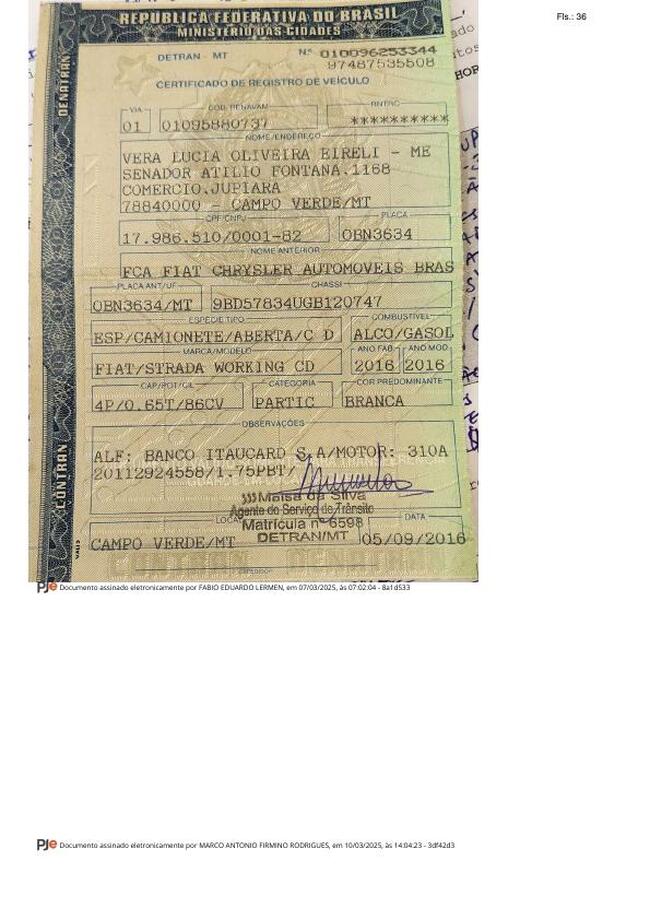 Fls.: 36
REPÚBLICA FEDERATIVA DO BRASIL
MINISTÉRIO DAS CIDADES
DENATRAN
DETRAN - MT Nº 010096253344
97487535508
CERTIFICADO DE REGISTRO DE VEÍCULO
VIA CÓD. RENAVAM RNTRC
01 01095880737 **********
NOME/ENDEREÇO
VERA LUCIA OLIVEIRA EIRELI - ME
SENADOR ATILIO FONTANA,1168
COMERCIO,JUPIARA
78840000 - CAMPO VERDE/MT
CPF/CNPJ PLACA
17.986.510/0001-82 OBN3634
NOME ANTERIOR
FCA FIAT CHRYSLER AUTOMOVEIS BRAS
PLACA ANT/UF CHASSI
OBN3634/MT 9BD57834UGB120747
ESPÉCIE TIPO COMBUSTÍVEL
ESP/CAMIONETE/ABERTA/C D ALCO/GASOL
MARCA/MODELO ANO FAB. ANO MOD.
FIAT/STRADA WORKING CD 2016 2016
CAP/POT/CIL CATEGORIA COR PREDOMINANTE
4P/0.65T/86CV PARTIC BRANCA
OBSERVAÇÕES
ALF: BANCO ITAUCARD S.A/MOTOR: 310A
20112924558/1.75PBT/
Maisa da Silva
Agente do Serviço de Trânsito
Matrícula nº 6598
DETRAN/MT
LOCAL DATA
CAMPO VERDE/MT 05/09/2016
CONTRAN
PJe Documento assinado eletronicamente por FABIO EDUARDO LERMEN, em 07/03/2025, às 07:02:04 - 8a1d533
PJe Documento assinado eletronicamente por MARCO ANTONIO FIRMINO RODRIGUES, em 10/03/2025, às 14:04:23 - 3df42d3